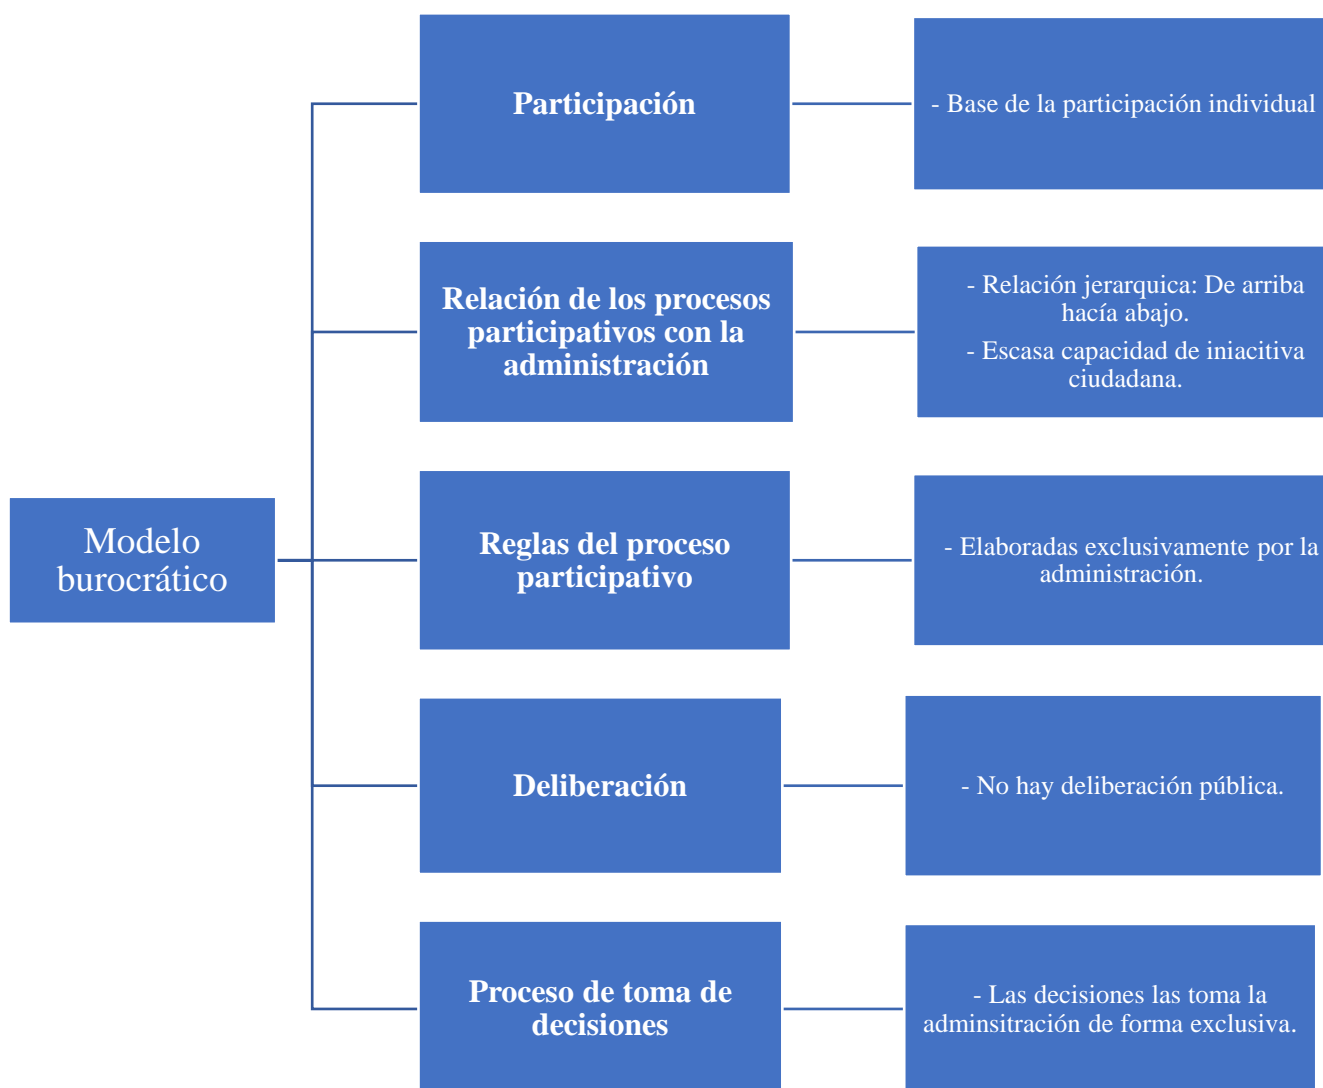 Participación
- Base de la participación individual
Relación de los procesos
participativos con la
administración
- Relación jerarquica: De arriba
hacía abajo.
- Escasa capacidad de iniacitiva
ciudadana.
Modelo
burocrático
Reglas del proceso
participativo
- Elaboradas exclusivamente por la
administración.
Deliberación
- No hay deliberación pública.
Proceso de toma de
decisiones
- Las decisiones las toma la
adminsitración de forma exclusiva.